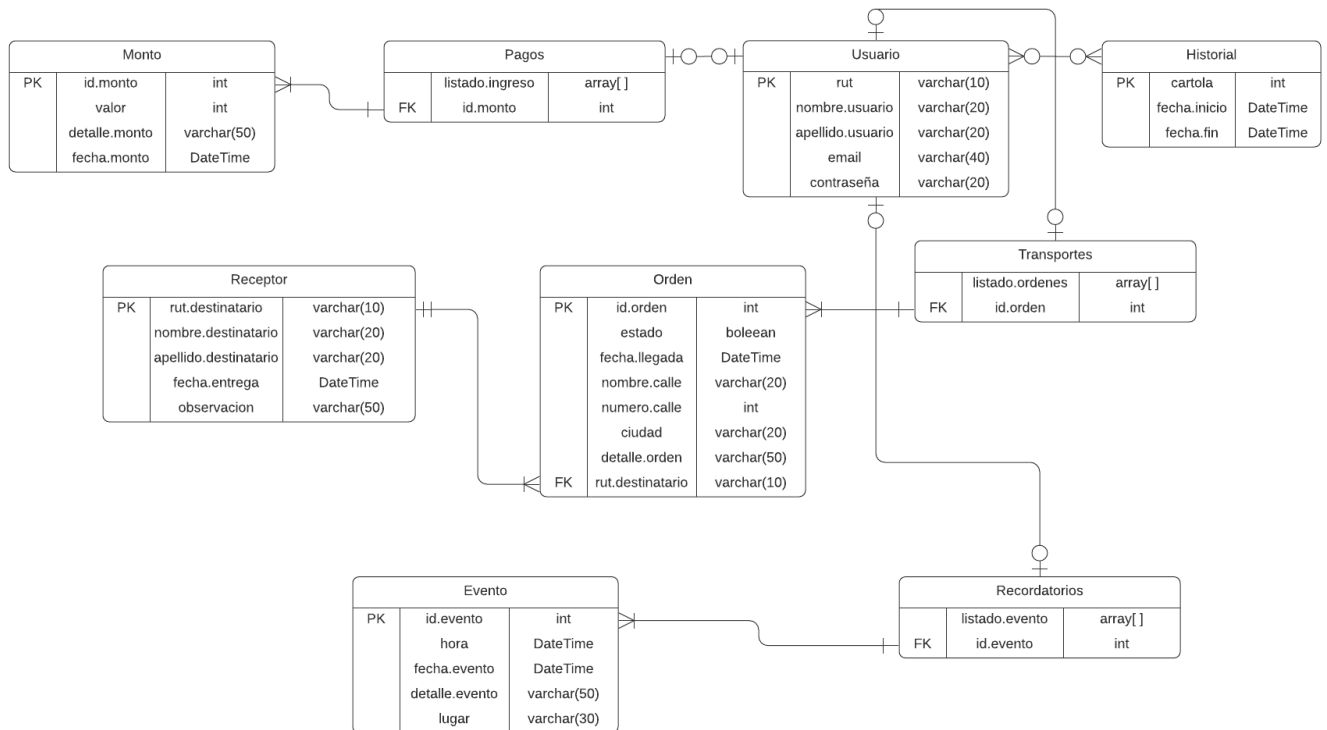 Monto
PK id.monto int
valor int
detalle.monto varchar(50)
fecha.monto DateTime
Pagos
listado.ingreso array[ ]
FK id.monto int
Usuario
PK rut varchar(10)
nombre.usuario varchar(20)
apellido.usuario varchar(20)
email varchar(40)
contraseña varchar(20)
Historial
PK cartola int
fecha.inicio DateTime
fecha.fin DateTime
Receptor
PK rut.destinatario varchar(10)
nombre.destinatario varchar(20)
apellido.destinatario varchar(20)
fecha.entrega DateTime
observacion varchar(50)
Orden
PK id.orden int
estado boleean
fecha.llegada DateTime
nombre.calle varchar(20)
numero.calle int
ciudad varchar(20)
detalle.orden varchar(50)
FK rut.destinatario varchar(10)
Transportes
listado.ordenes array[ ]
FK id.orden int
Evento
PK id.evento int
hora DateTime
fecha.evento DateTime
detalle.evento varchar(50)
lugar varchar(30)
Recordatorios
listado.evento array[ ]
FK id.evento int